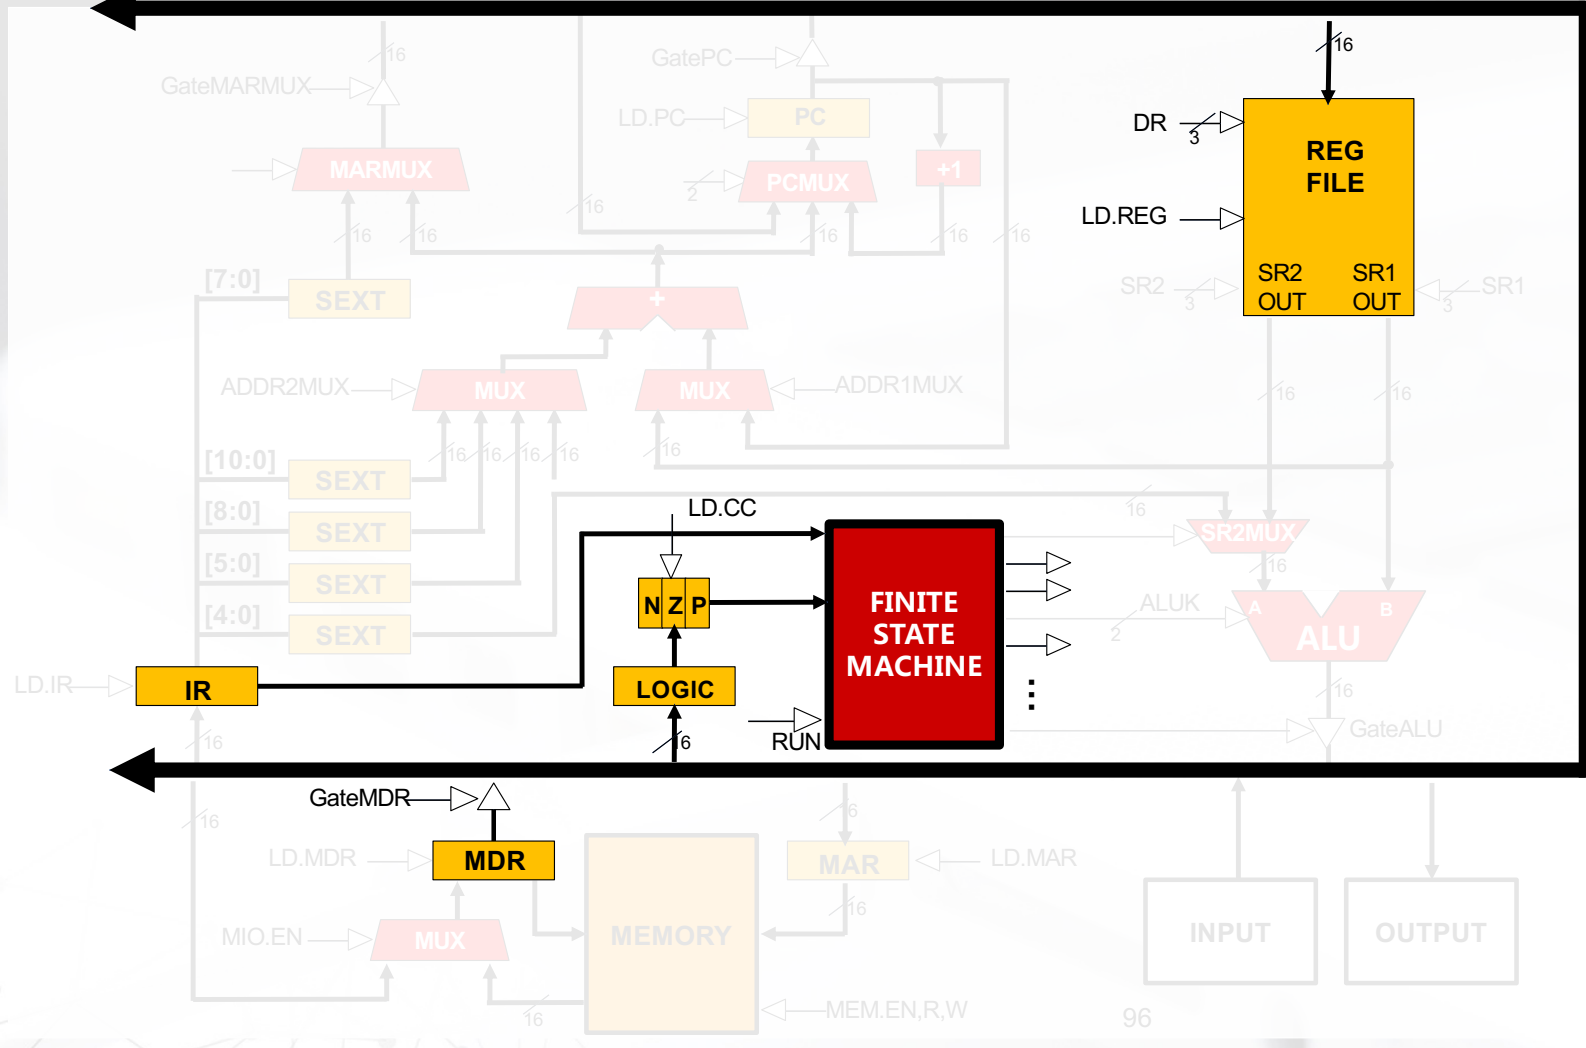 16
16
GatePC
GateMARMUX
LD.PC
PC
DR
3
REG
FILE
MARMUX
PCMUX
+1
2
16
LD.REG
16
16
16
16
16
[7:0]
SEXT
+
SR2
3
SR2
OUT
SR1
OUT
3
SR1
ADDR2MUX
MUX
MUX
ADDR1MUX
16
16
[10:0]
SEXT
16
16
16
16
16
[8:0]
SEXT
LD.CC
16
SR2MUX
[5:0]
SEXT
16
N Z P
FINITE
STATE
MACHINE
ALUK
2
A
B
ALU
[4:0]
SEXT
LD.IR
IR
LOGIC
16
⋮
16
16
RUN
GateALU
GateMDR
16
16
LD.MDR
MDR
MAR
LD.MAR
16
MIO.EN
MUX
MEMORY
INPUT
OUTPUT
16
MEM.EN,R,W
96